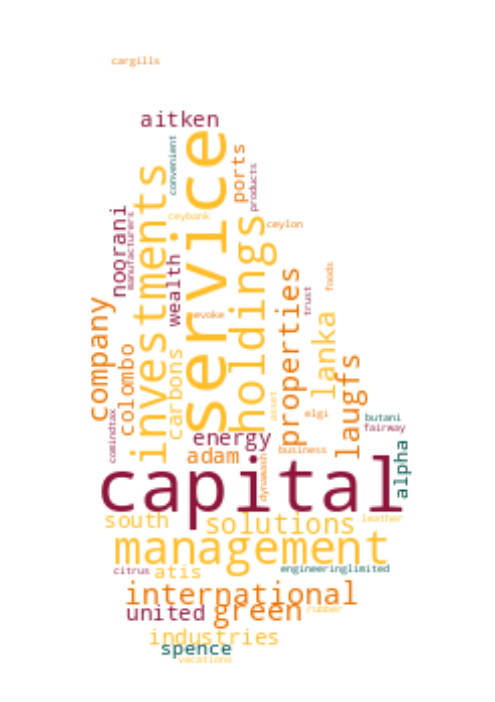 cargills
aitken
convenient
service
ports
products
investments
noorani
manufacturers
ceybank
holdings
ceylon
wealth
foods
properties
trust
company
evoke
lanka
colombo
carbons
laugfs
asset
elgi
comindtax
butani
fairway
energy
alpha
adam
business
dynawash
capital
south
solutions
leather
management
citrus
atis
engineeringlimited
international
united
green
rubber
industries
spence
vacations